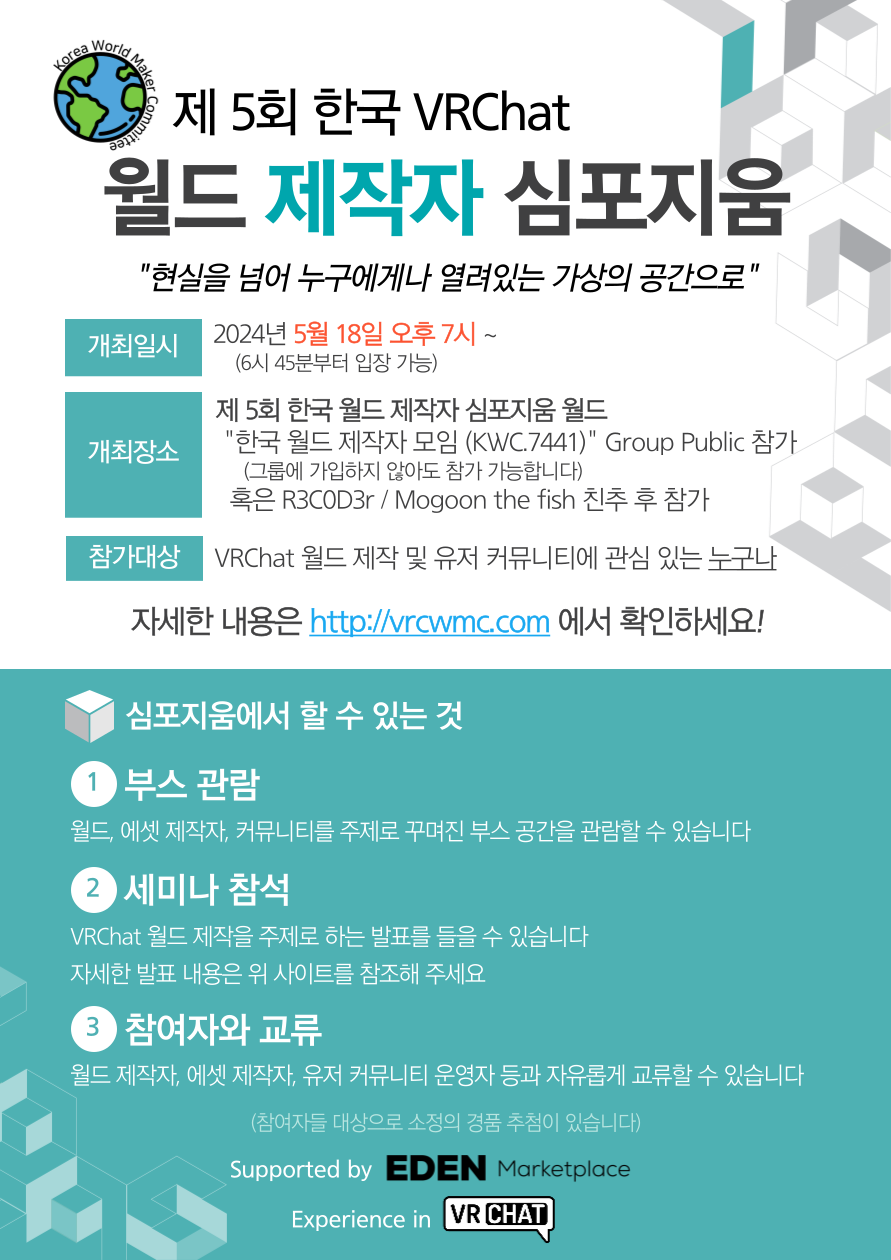 Korea World Maker Committee
제 5회 한국 VRChat
월드 제작자 심포지움
"현실을 넘어 누구에게나 열려있는 가상의 공간으로"
개최일시
2024년 5월 18일 오후 7시 ~
(6시 45분부터 입장 가능)
개최장소
제 5회 한국 월드 제작자 심포지움 월드
"한국 월드 제작자 모임 (KWC.7441)" Group Public 참가
(그룹에 가입하지 않아도 참가 가능합니다)
혹은 R3C0D3r / Mogoon the fish 친추 후 참가
참가대상
VRChat 월드 제작 및 유저 커뮤니티에 관심 있는 누구나
자세한 내용은 http://vrcwmc.com 에서 확인하세요!
심포지움에서 할 수 있는 것
1 부스 관람
월드, 에셋 제작자, 커뮤니티를 주제로 꾸며진 부스 공간을 관람할 수 있습니다
2 세미나 참석
VRChat 월드 제작을 주제로 하는 발표를 들을 수 있습니다
자세한 발표 내용은 위 사이트를 참조해 주세요
3 참여자와 교류
월드 제작자, 에셋 제작자, 유저 커뮤니티 운영자 등과 자유롭게 교류할 수 있습니다
(참여자들 대상으로 소정의 경품 추첨이 있습니다)
Supported by EDEN Marketplace
Experience in VRCHAT